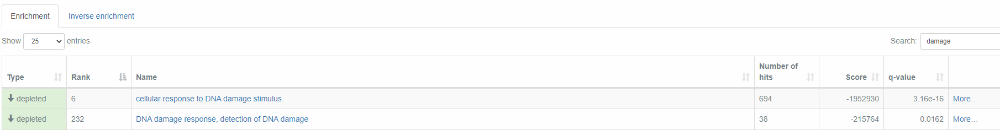 Enrichment Inverse enrichment
Show 25 entries Search: damage
Type Rank Name Number of hits Score q-value
depleted 6 cellular response to DNA damage stimulus 694 -1952930 3.16e-16 More...
depleted 232 DNA damage response, detection of DNA damage 38 -215764 0.0162 More...